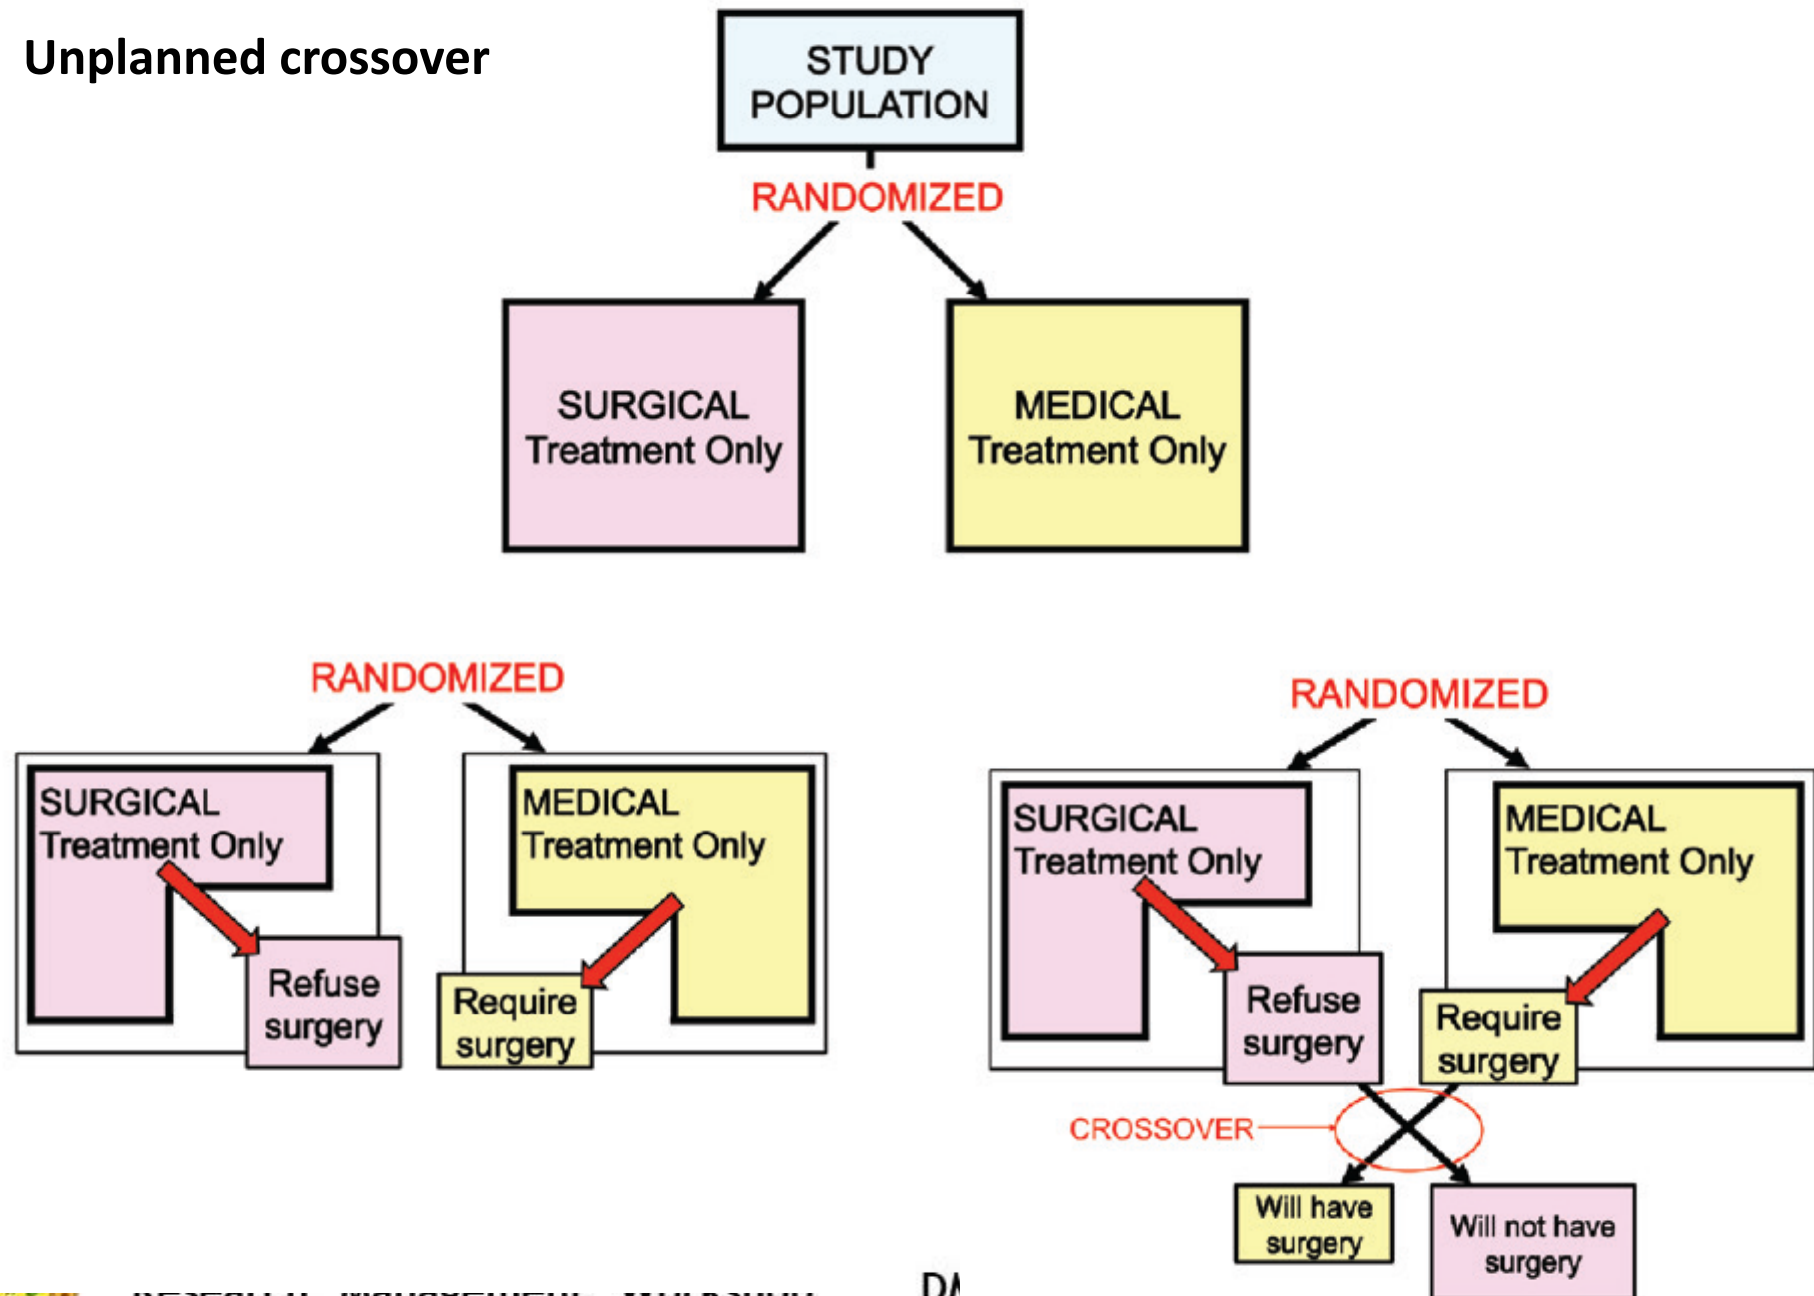 Unplanned crossover
STUDY
POPULATION
RANDOMIZED
SURGICAL
Treatment Only
MEDICAL
Treatment Only
RANDOMIZED
SURGICAL
Treatment Only
Refuse
surgery
MEDICAL
Treatment Only
Require
surgery
RANDOMIZED
SURGICAL
Treatment Only
Refuse
surgery
MEDICAL
Treatment Only
Require
surgery
CROSSOVER
Will have
surgery
Will not have
surgery